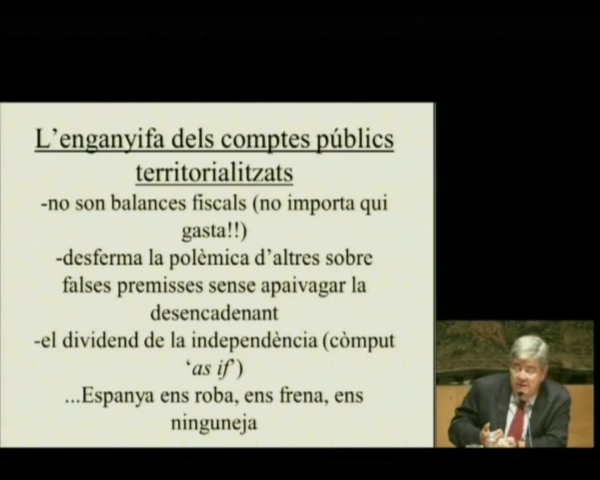 L’enganyifa dels comptes públics
territorialitzats
-no son balances fiscals (no importa qui
gasta!!)
-desferma la polèmica d’altres sobre
falses premisses sense apaivagar la
desencadenant
-el dividend de la independència (còmput
‘as if’)
...Espanya ens roba, ens frena, ens
ninguneja